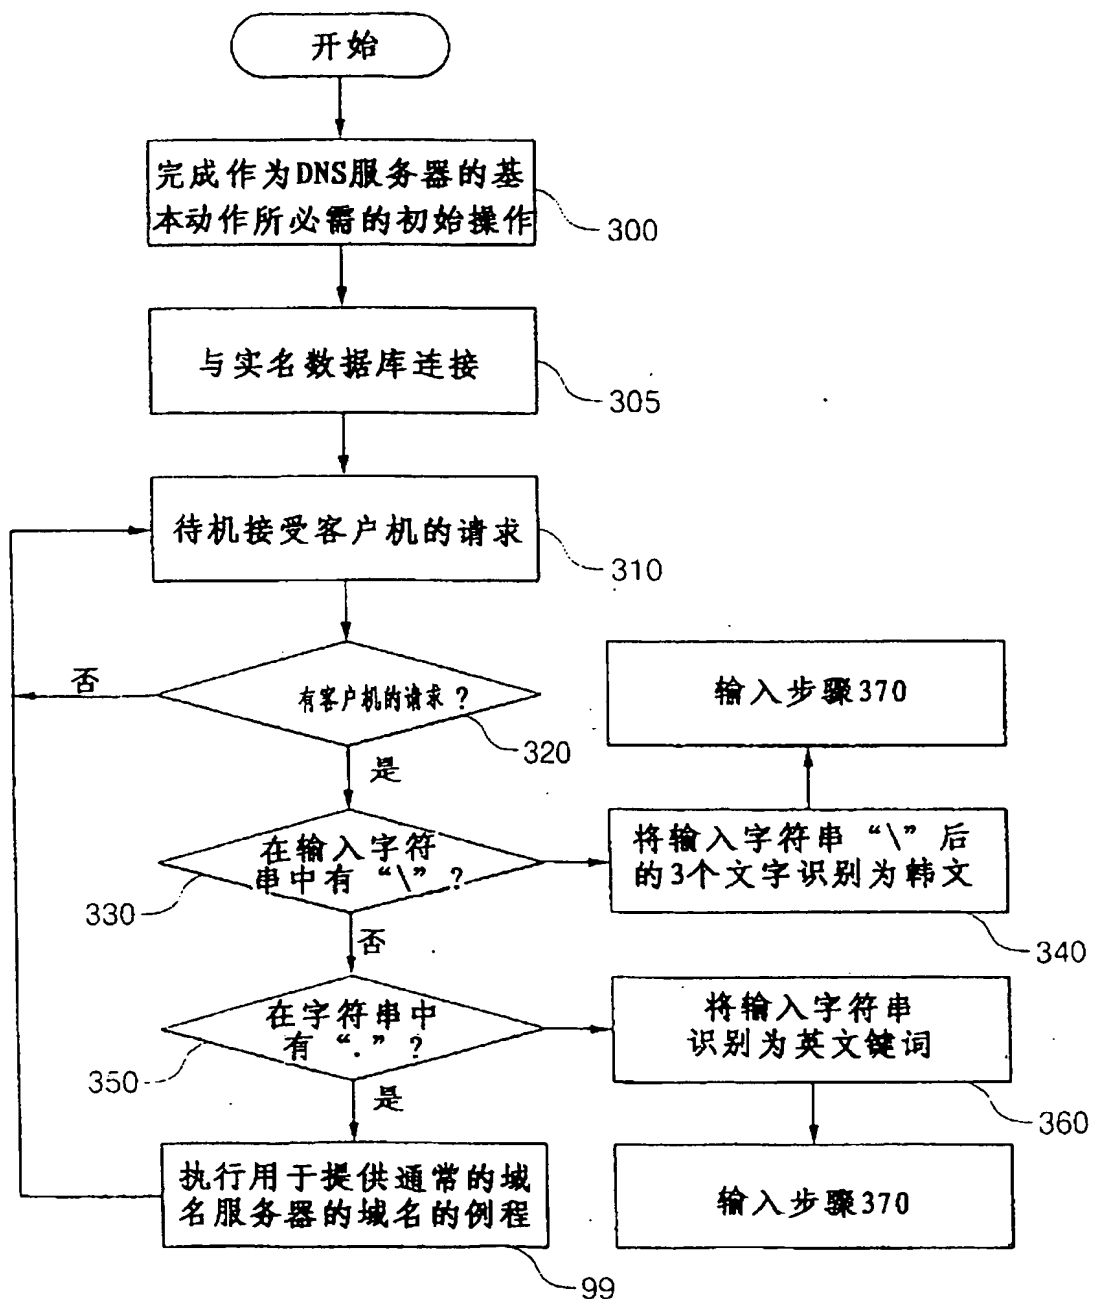 开始
完成作为DNS服务器的基
本动作所必需的初始操作
300
与实名数据库连接
305
待机接受客户机的请求
310
否
有客户机的请求？
320
输入步骤370
是
在输入字符
串中有“\”？
330
将输入字符串“\”后
的3个文字识别为韩文
340
否
在字符串中
有“.”？
350
将输入字符串
识别为英文键词
360
是
执行用于提供通常的域
名服务器的域名的例程
99
输入步骤370